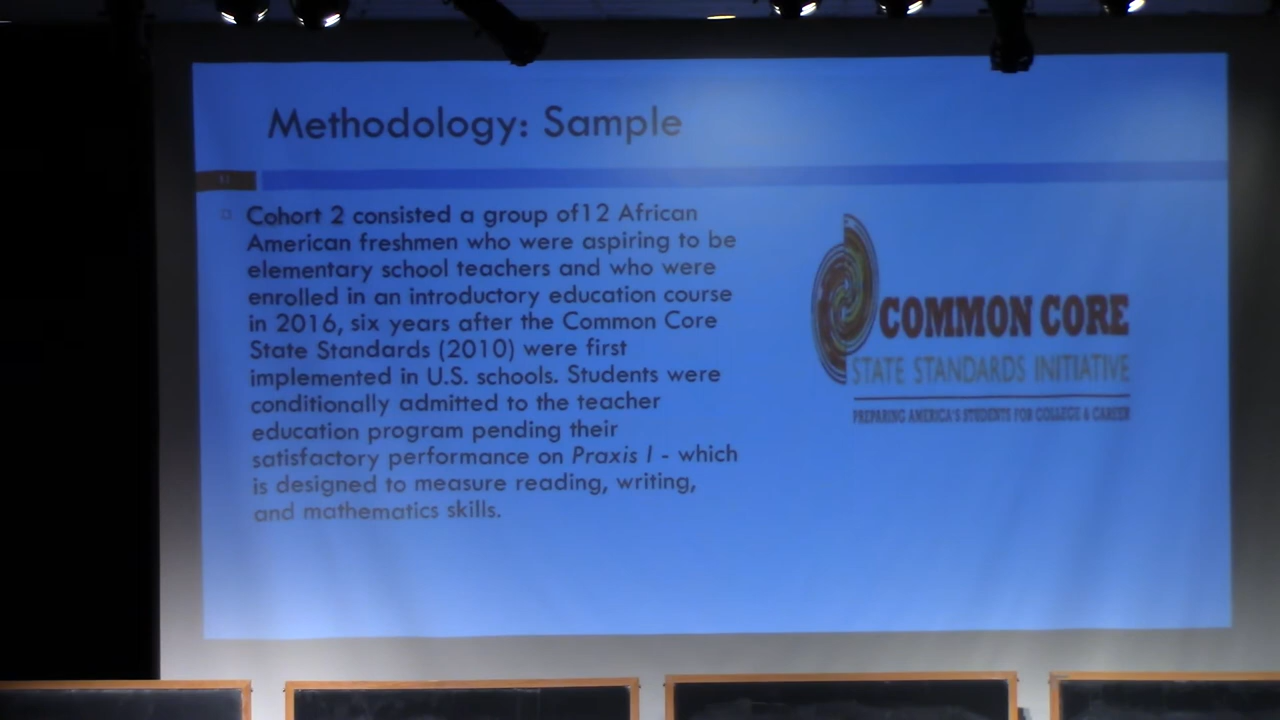 Methodology: Sample
Cohort 2 consisted a group of12 African
American freshmen who were aspiring to be
elementary school teachers and who were
enrolled in an introductory education course
in 2016, six years after the Common Core
State Standards (2010) were first
implemented in U.S. schools. Students were
conditionally admitted to the teacher
education program pending their
satisfactory performance on Praxis I - which
is designed to measure reading, writing,
and mathematics skills.
COMMON CORE
STATE STANDARDS INITIATIVE
PREPARING AMERICA'S STUDENTS FOR COLLEGE & CAREER